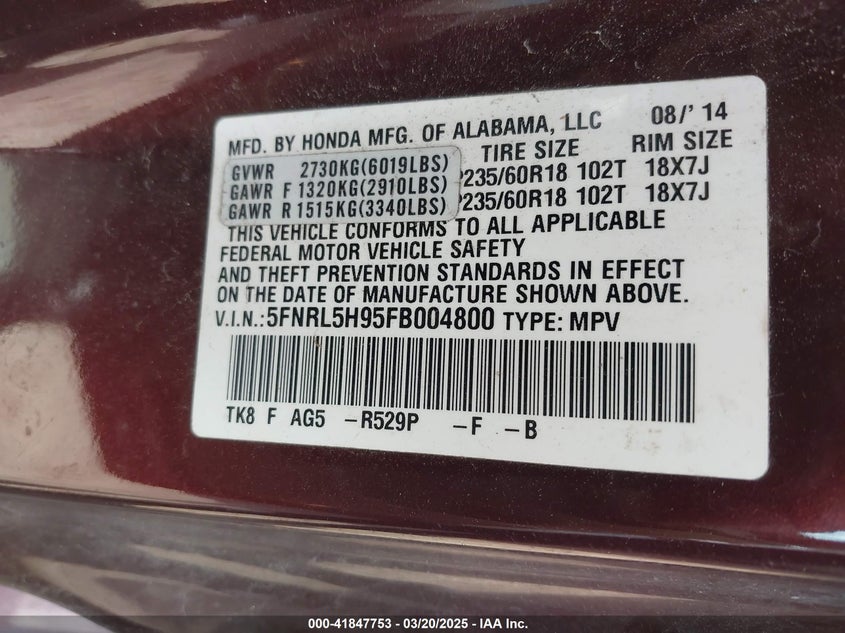 MFD. BY HONDA MFG. OF ALABAMA, LLC 08/' 14
TIRE SIZE RIM SIZE
GVWR 2730KG(6019LBS)
GAWR F 1320KG(2910LBS) P235/60R18 102T 18X7J
GAWR R 1515KG(3340LBS) P235/60R18 102T 18X7J
THIS VEHICLE CONFORMS TO ALL APPLICABLE
FEDERAL MOTOR VEHICLE SAFETY
AND THEFT PREVENTION STANDARDS IN EFFECT
ON THE DATE OF MANUFACTURE SHOWN ABOVE.
V.I.N.:5FNRL5H95FB004800 TYPE: MPV
TK8 F AG5 -R529P -F -B
000-41847753 - 03/20/2025 - IAA Inc.